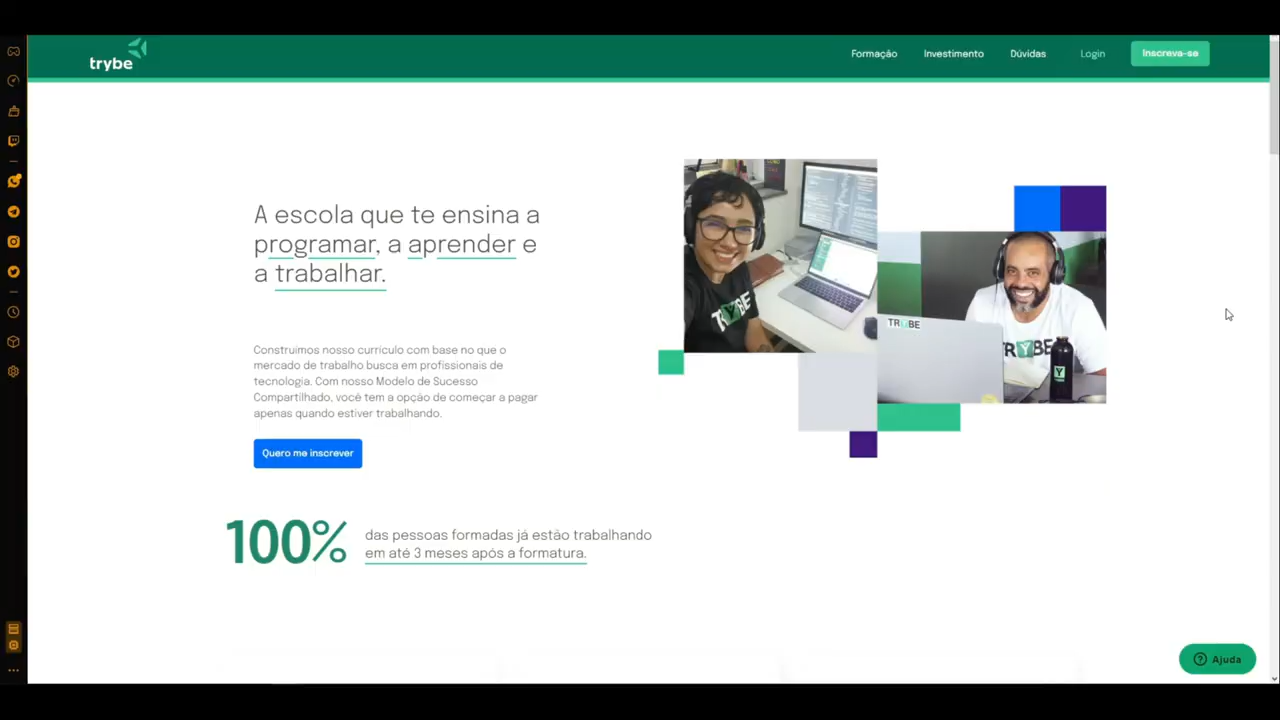 trybe
Formação
Investimento
Dúvidas
Login
Inscreva-se
A escola que te ensina a
programar, a aprender e
a trabalhar.
Construímos nosso currículo com base no que o
mercado de trabalho busca em profissionais de
tecnologia. Com nosso Modelo de Sucesso
Compartilhado, você tem a opção de começar a pagar
apenas quando estiver trabalhando.
Quero me inscrever
TRYBE
TRYBE
TRYBE
Y
100%
das pessoas formadas já estão trabalhando
em até 3 meses após a formatura.
Ajuda